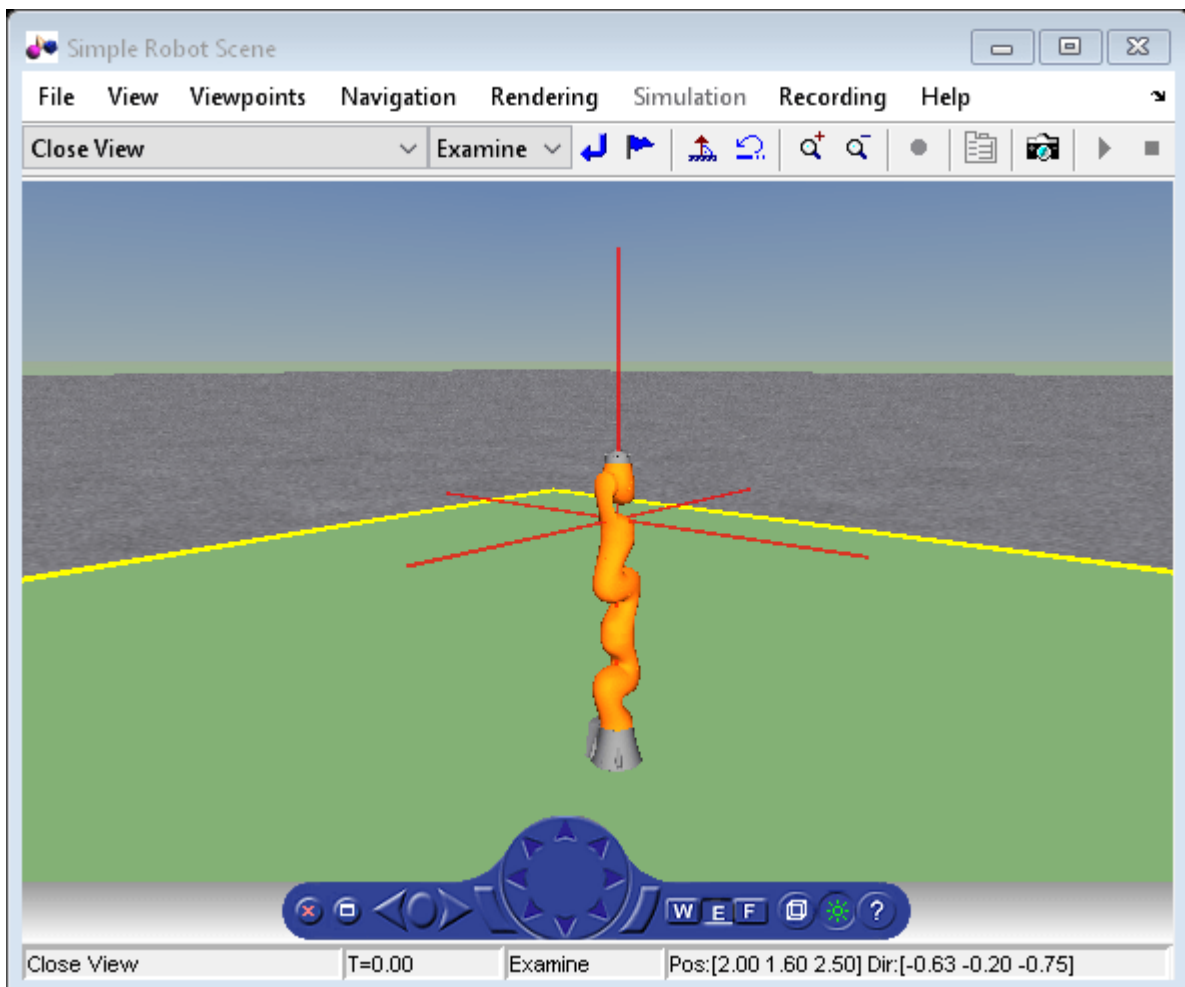 Simple Robot Scene
File View Viewpoints Navigation Rendering Simulation Recording Help
Close View Examine
W E F ?
Close View T=0.00 Examine Pos:[2.00 1.60 2.50] Dir:[-0.63 -0.20 -0.75]